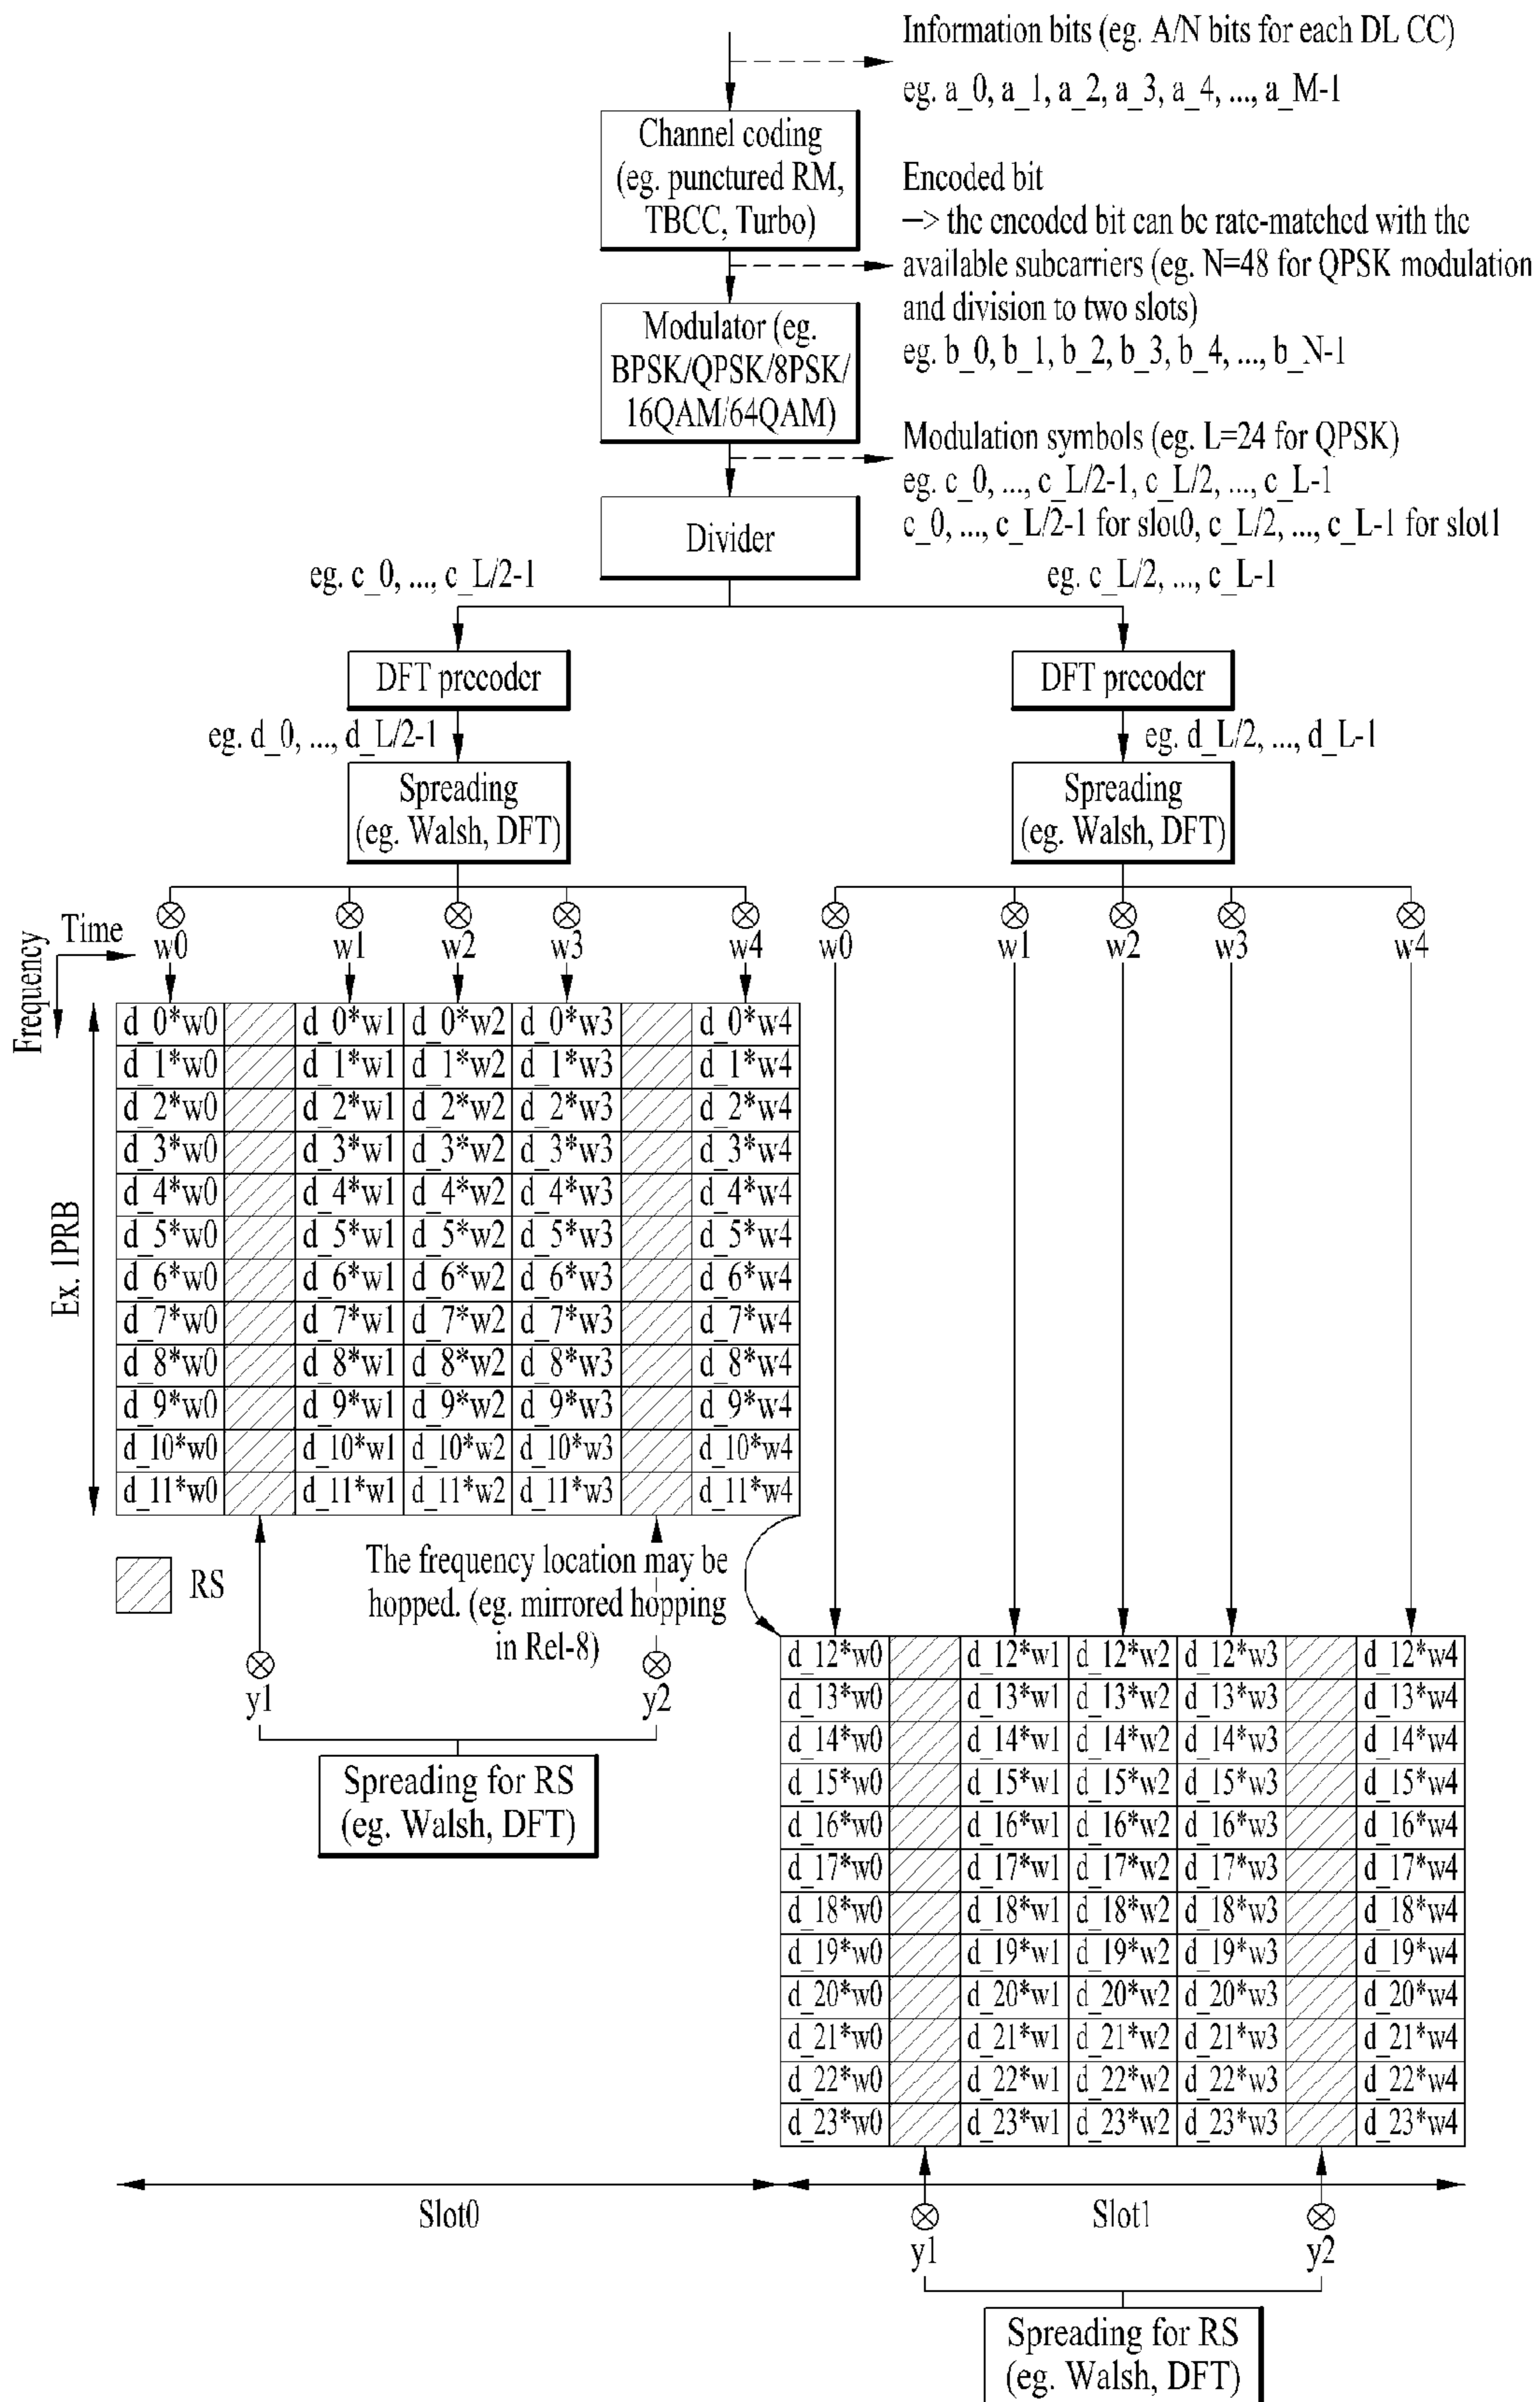 Information bits (eg. A/N bits for each DL CC)
eg. a_0, a_1, a_2, a_3, a_4, ..., a_M-1
Channel coding
(eg. punctured RM,
TBCC, Turbo)
Encoded bit
–> the encoded bit can be rate-matched with the
available subcarriers (eg. N=48 for QPSK modulation
and division to two slots)
eg. b_0, b_1, b_2, b_3, b_4, ..., b_N-1
Modulator (eg.
BPSK/QPSK/8PSK/
16QAM/64QAM)
Modulation symbols (eg. L=24 for QPSK)
eg. c_0, ..., c_L/2-1, c_L/2, ..., c_L-1
c_0, ..., c_L/2-1 for slot0, c_L/2, ..., c_L-1 for slot1
Divider
eg. c_0, ..., c_L/2-1
eg. c_L/2, ..., c_L-1
DFT precoder
DFT precoder
eg. d_0, ..., d_L/2-1
eg. d_L/2, ..., d_L-1
Spreading
(eg. Walsh, DFT)
Spreading
(eg. Walsh, DFT)
Time
Frequency
w0 w1 w2 w3 w4
w0 w1 w2 w3 w4
d_0*w0 d_0*w1 d_0*w2 d_0*w3 d_0*w4
d_1*w0 d_1*w1 d_1*w2 d_1*w3 d_1*w4
d_2*w0 d_2*w1 d_2*w2 d_2*w3 d_2*w4
d_3*w0 d_3*w1 d_3*w2 d_3*w3 d_3*w4
d_4*w0 d_4*w1 d_4*w2 d_4*w3 d_4*w4
d_5*w0 d_5*w1 d_5*w2 d_5*w3 d_5*w4
d_6*w0 d_6*w1 d_6*w2 d_6*w3 d_6*w4
d_7*w0 d_7*w1 d_7*w2 d_7*w3 d_7*w4
d_8*w0 d_8*w1 d_8*w2 d_8*w3 d_8*w4
d_9*w0 d_9*w1 d_9*w2 d_9*w3 d_9*w4
d_10*w0 d_10*w1 d_10*w2 d_10*w3 d_10*w4
d_11*w0 d_11*w1 d_11*w2 d_11*w3 d_11*w4
Ex. 1PRB
RS
The frequency location may be
hopped. (eg. mirrored hopping
in Rel-8)
y1 y2
Spreading for RS
(eg. Walsh, DFT)
d_12*w0 d_12*w1 d_12*w2 d_12*w3 d_12*w4
d_13*w0 d_13*w1 d_13*w2 d_13*w3 d_13*w4
d_14*w0 d_14*w1 d_14*w2 d_14*w3 d_14*w4
d_15*w0 d_15*w1 d_15*w2 d_15*w3 d_15*w4
d_16*w0 d_16*w1 d_16*w2 d_16*w3 d_16*w4
d_17*w0 d_17*w1 d_17*w2 d_17*w3 d_17*w4
d_18*w0 d_18*w1 d_18*w2 d_18*w3 d_18*w4
d_19*w0 d_19*w1 d_19*w2 d_19*w3 d_19*w4
d_20*w0 d_20*w1 d_20*w2 d_20*w3 d_20*w4
d_21*w0 d_21*w1 d_21*w2 d_21*w3 d_21*w4
d_22*w0 d_22*w1 d_22*w2 d_22*w3 d_22*w4
d_23*w0 d_23*w1 d_23*w2 d_23*w3 d_23*w4
Slot0
Slot1
y1 y2
Spreading for RS
(eg. Walsh, DFT)